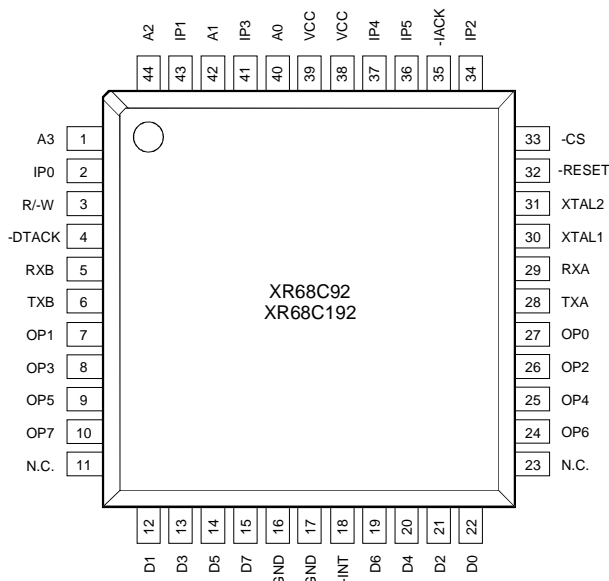 A2 IP1 A1 IP3 A0 VCC VCC IP4 IP5 -IACK IP2
44 43 42 41 40 39 38 37 36 35 34
A3 1 33 -CS
IP0 2 32 -RESET
R/-W 3 31 XTAL2
-DTACK 4 30 XTAL1
RXB 5 29 RXA
TXB 6 28 TXA
XR68C92
XR68C192
OP1 7 27 OP0
OP3 8 26 OP2
OP5 9 25 OP4
OP7 10 24 OP6
N.C. 11 23 N.C.
12 13 14 15 16 17 18 19 20 21 22
D1 D3 D5 D7 GND GND -INT D6 D4 D2 D0